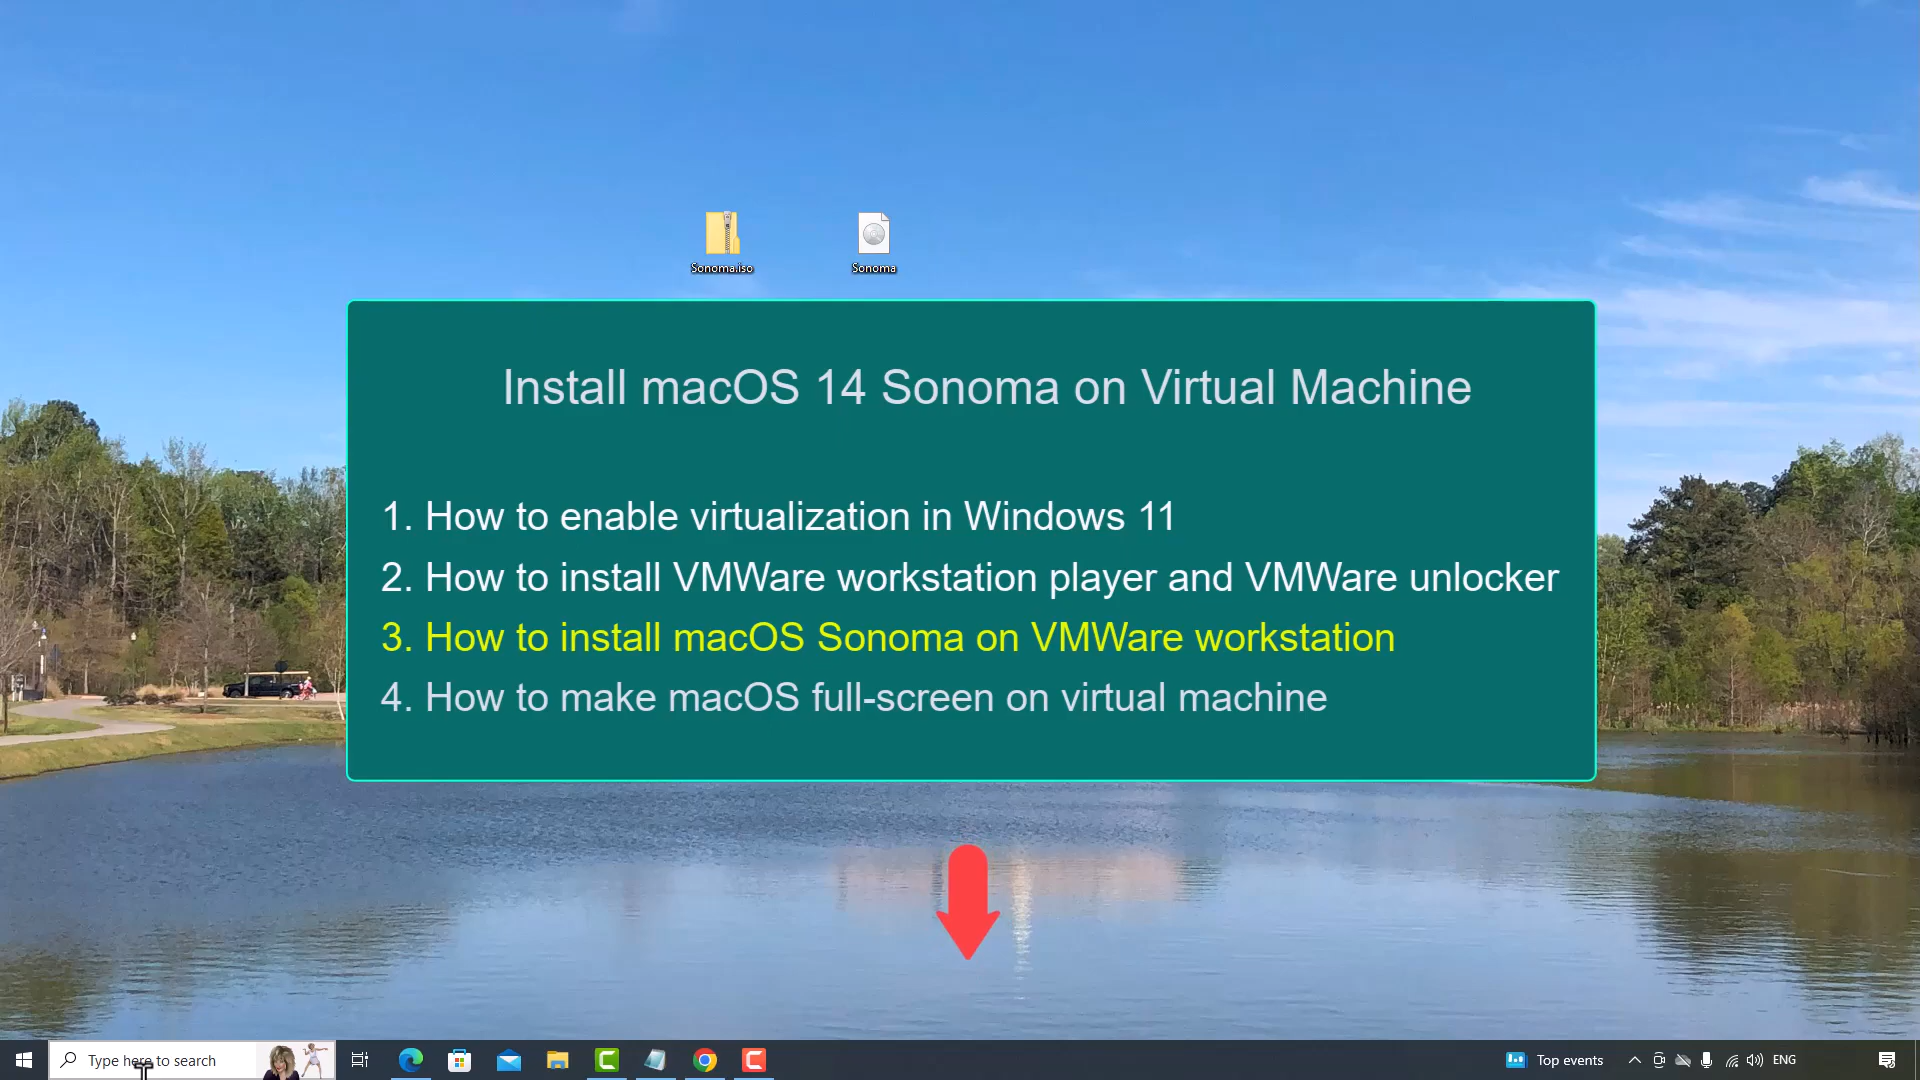 Sonoma.iso
Sonoma
Install macOS 14 Sonoma on Virtual Machine
1. How to enable virtualization in Windows 11
2. How to install VMWare workstation player and VMWare unlocker
3. How to install macOS Sonoma on VMWare workstation
4. How to make macOS full-screen on virtual machine
Type here to search
Top events
ENG